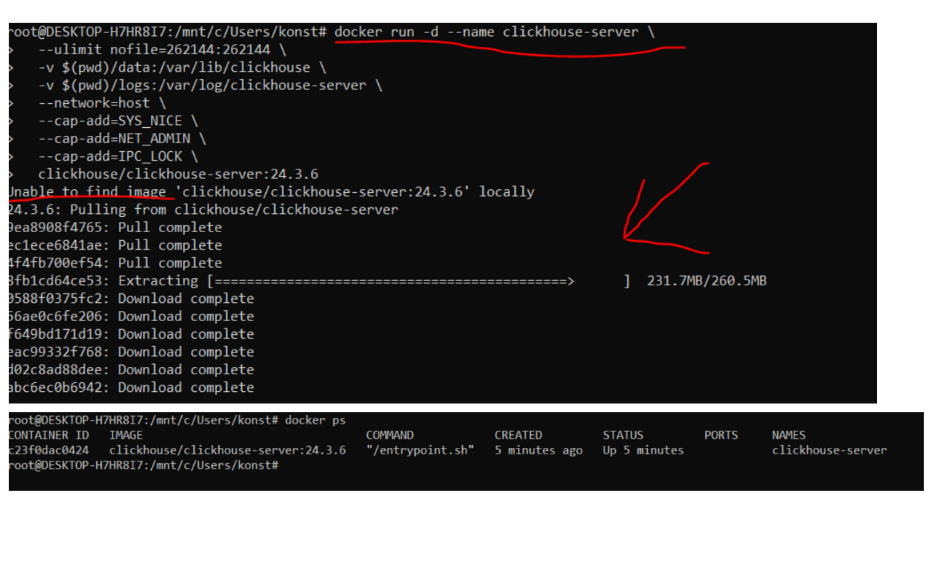 root@DESKTOP-H7HR8I7:/mnt/c/Users/konst# docker run -d --name clickhouse-server \
>   --ulimit nofile=262144:262144 \
>   -v $(pwd)/data:/var/lib/clickhouse \
>   -v $(pwd)/logs:/var/log/clickhouse-server \
>   --network=host \
>   --cap-add=SYS_NICE \
>   --cap-add=NET_ADMIN \
>   --cap-add=IPC_LOCK \
>   clickhouse/clickhouse-server:24.3.6
Unable to find image 'clickhouse/clickhouse-server:24.3.6' locally
24.3.6: Pulling from clickhouse/clickhouse-server
9ea8908f4765: Pull complete
ec1ece6841ae: Pull complete
4f4fb700ef54: Pull complete
8fb1cd64ce53: Extracting [============================================>      ]  231.7MB/260.5MB
0588f0375fc2: Download complete
56ae0c6fe206: Download complete
f649bd171d19: Download complete
eac99332f768: Download complete
d02c8ad88dee: Download complete
abc6ec0b6942: Download complete
root@DESKTOP-H7HR8I7:/mnt/c/Users/konst# docker ps
CONTAINER ID   IMAGE                                 COMMAND            CREATED         STATUS         PORTS     NAMES
c23f0dac0424   clickhouse/clickhouse-server:24.3.6   "/entrypoint.sh"   5 minutes ago   Up 5 minutes             clickhouse-server
root@DESKTOP-H7HR8I7:/mnt/c/Users/konst#